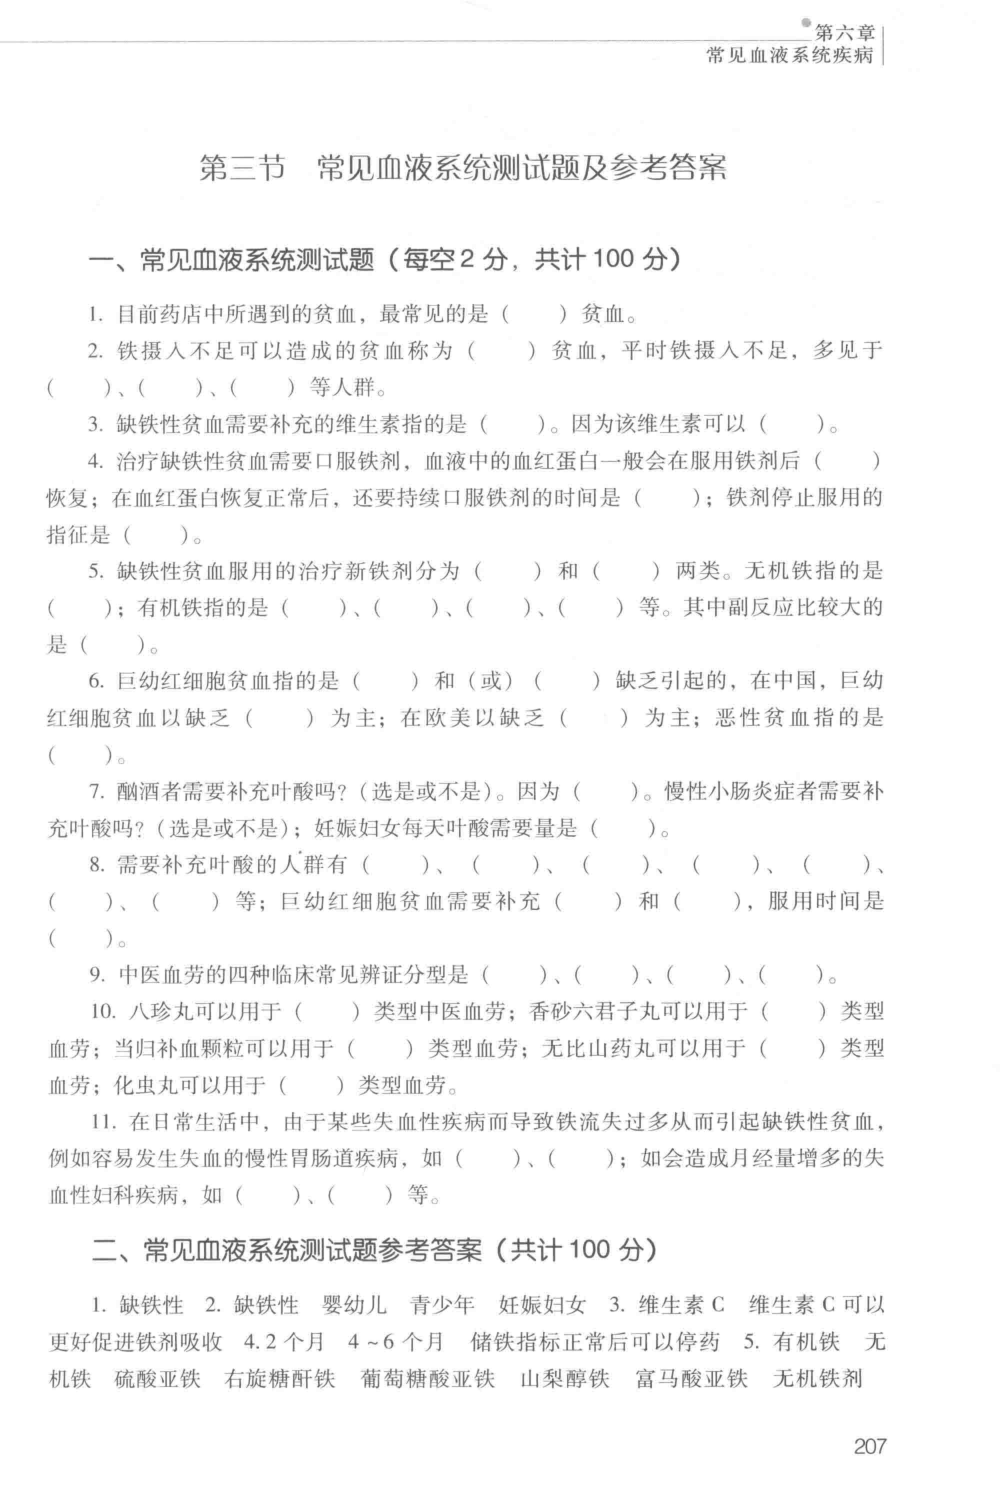 第六章
常见血液系统疾病
第三节 常见血液系统测试题及参考答案
一、常见血液系统测试题（每空2分，共计100分）
1. 目前药店中所遇到的贫血，最常见的是（ ）贫血。
2. 铁摄入不足可以造成的贫血称为（ ）贫血，平时铁摄入不足，多见于
（ ）、（ ）、（ ）等人群。
3. 缺铁性贫血需要补充的维生素指的是（ ）。因为该维生素可以（ ）。
4. 治疗缺铁性贫血需要口服铁剂，血液中的血红蛋白一般会在服用铁剂后（ ）
恢复；在血红蛋白恢复正常后，还要持续口服铁剂的时间是（ ）；铁剂停止服用的
指征是（ ）。
5. 缺铁性贫血服用的治疗新铁剂分为（ ）和（ ）两类。无机铁指的是
（ ）；有机铁指的是（ ）、（ ）、（ ）、（ ）等。其中副反应比较大的
是（ ）。
6. 巨幼红细胞贫血指的是（ ）和（或）（ ）缺乏引起的，在中国，巨幼
红细胞贫血以缺乏（ ）为主；在欧美以缺乏（ ）为主；恶性贫血指的是
（ ）。
7. 酗酒者需要补充叶酸吗？（选是或不是）。因为（ ）。慢性小肠炎症者需要补
充叶酸吗？（选是或不是）；妊娠妇女每天叶酸需要量是（ ）。
8. 需要补充叶酸的人群有（ ）、（ ）、（ ）、（ ）、（ ）、
（ ）、（ ）等；巨幼红细胞贫血需要补充（ ）和（ ），服用时间是
（ ）。
9. 中医血劳的四种临床常见辨证分型是（ ）、（ ）、（ ）、（ ）。
10. 八珍丸可以用于（ ）类型中医血劳；香砂六君子丸可以用于（ ）类型
血劳；当归补血颗粒可以用于（ ）类型血劳；无比山药丸可以用于（ ）类型
血劳；化虫丸可以用于（ ）类型血劳。
11. 在日常生活中，由于某些失血性疾病而导致铁流失过多从而引起缺铁性贫血，
例如容易发生失血的慢性胃肠道疾病，如（ ）、（ ）；如会造成月经量增多的失
血性妇科疾病，如（ ）、（ ）等。
二、常见血液系统测试题参考答案（共计100分）
1. 缺铁性 2. 缺铁性 婴幼儿 青少年 妊娠妇女 3. 维生素C 维生素C可以
更好促进铁剂吸收 4. 2个月 4～6个月 储铁指标正常后可以停药 5. 有机铁 无
机铁 硫酸亚铁 右旋糖酐铁 葡萄糖酸亚铁 山梨醇铁 富马酸亚铁 无机铁剂
207